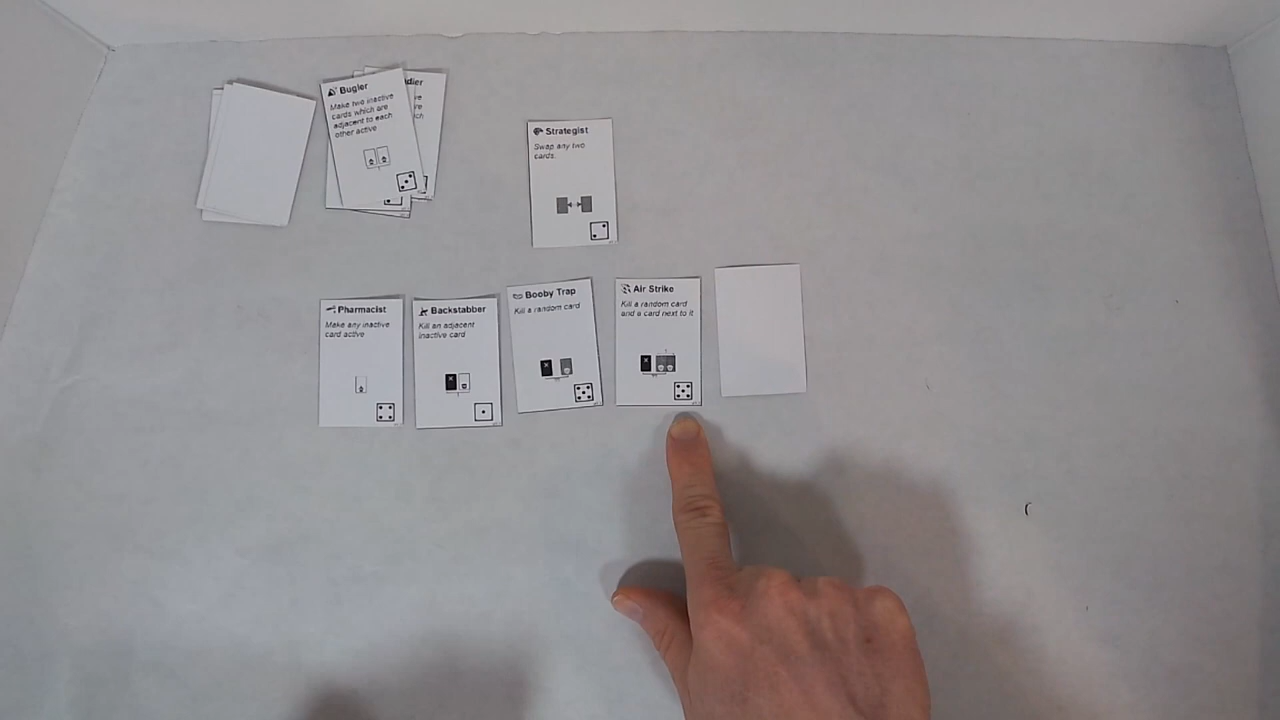 Bugler
Make two inactive
cards which are
adjacent to each
other active
dier
Strategist
Swap any two
cards.
Pharmacist
Make any inactive
card active
Backstabber
Kill an adjacent
inactive card
Booby Trap
Kill a random card
Air Strike
Kill a random card
and a card next to it